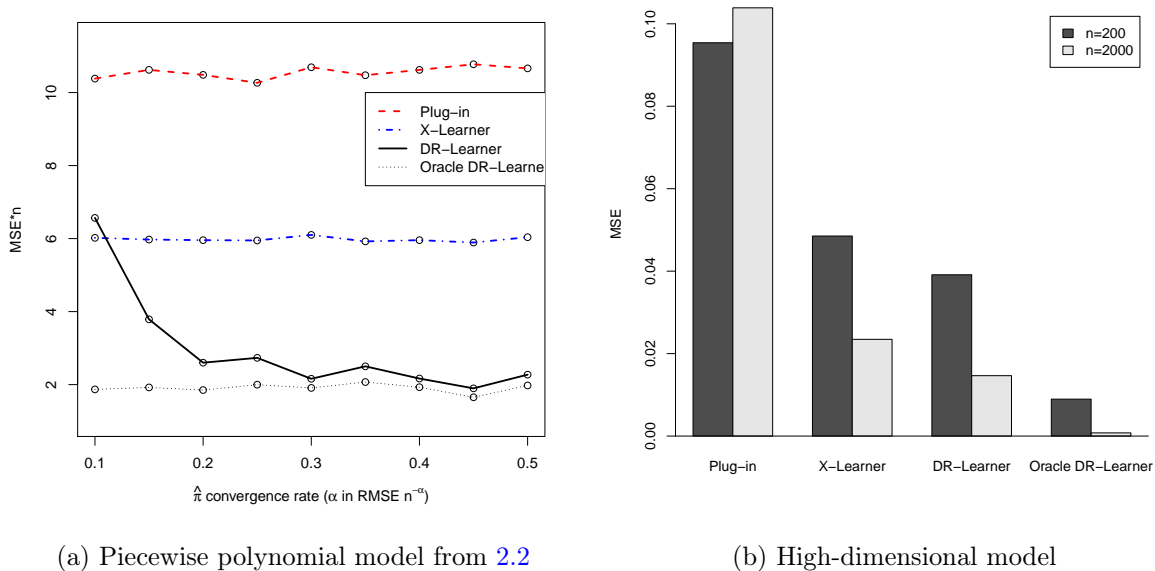 MSE*n
10
8
6
4
2
Plug−in
X−Learner
DR−Learner
Oracle DR−Learne
0.1 0.2 0.3 0.4 0.5
π̂ convergence rate (α in RMSE n^−α)
(a) Piecewise polynomial model from 2.2
MSE
0.10
0.08
0.06
0.04
0.02
0.00
n=200
n=2000
Plug−in X−Learner DR−Learner Oracle DR−Learner
(b) High-dimensional model